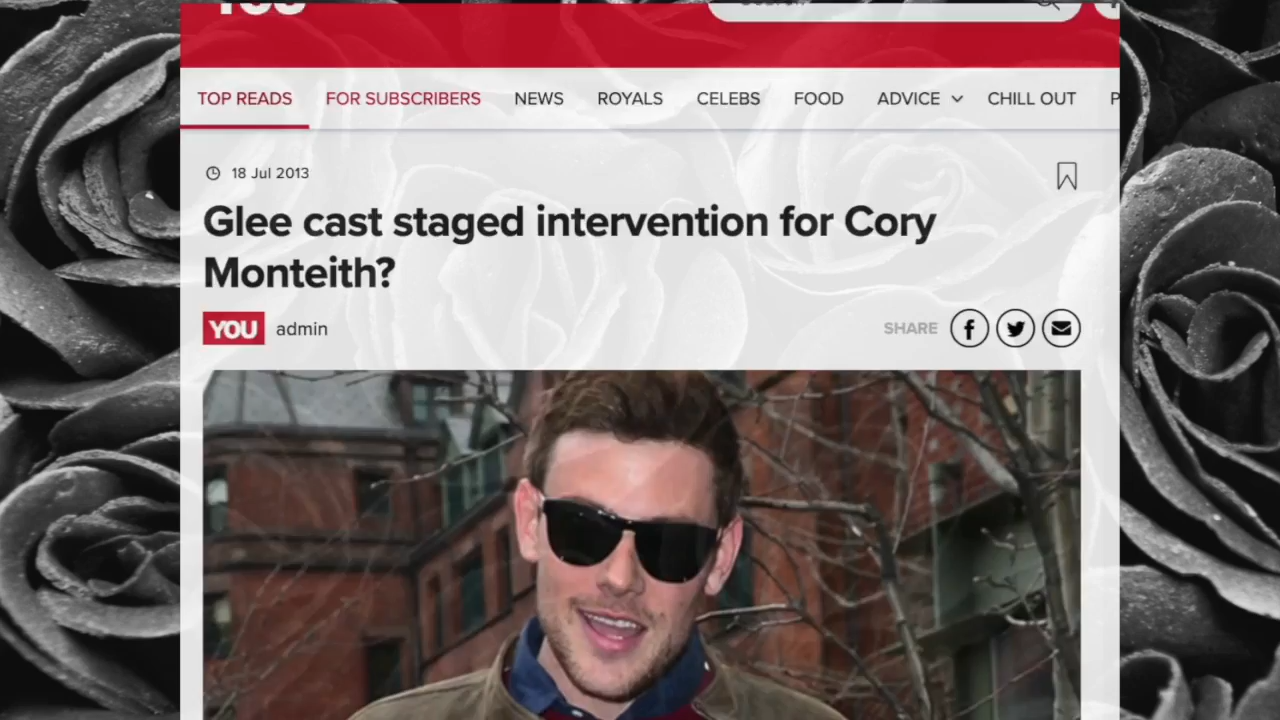 YOU
TOP READS FOR SUBSCRIBERS NEWS ROYALS CELEBS FOOD ADVICE CHILL OUT P
18 Jul 2013
Glee cast staged intervention for Cory
Monteith?
YOU admin SHARE